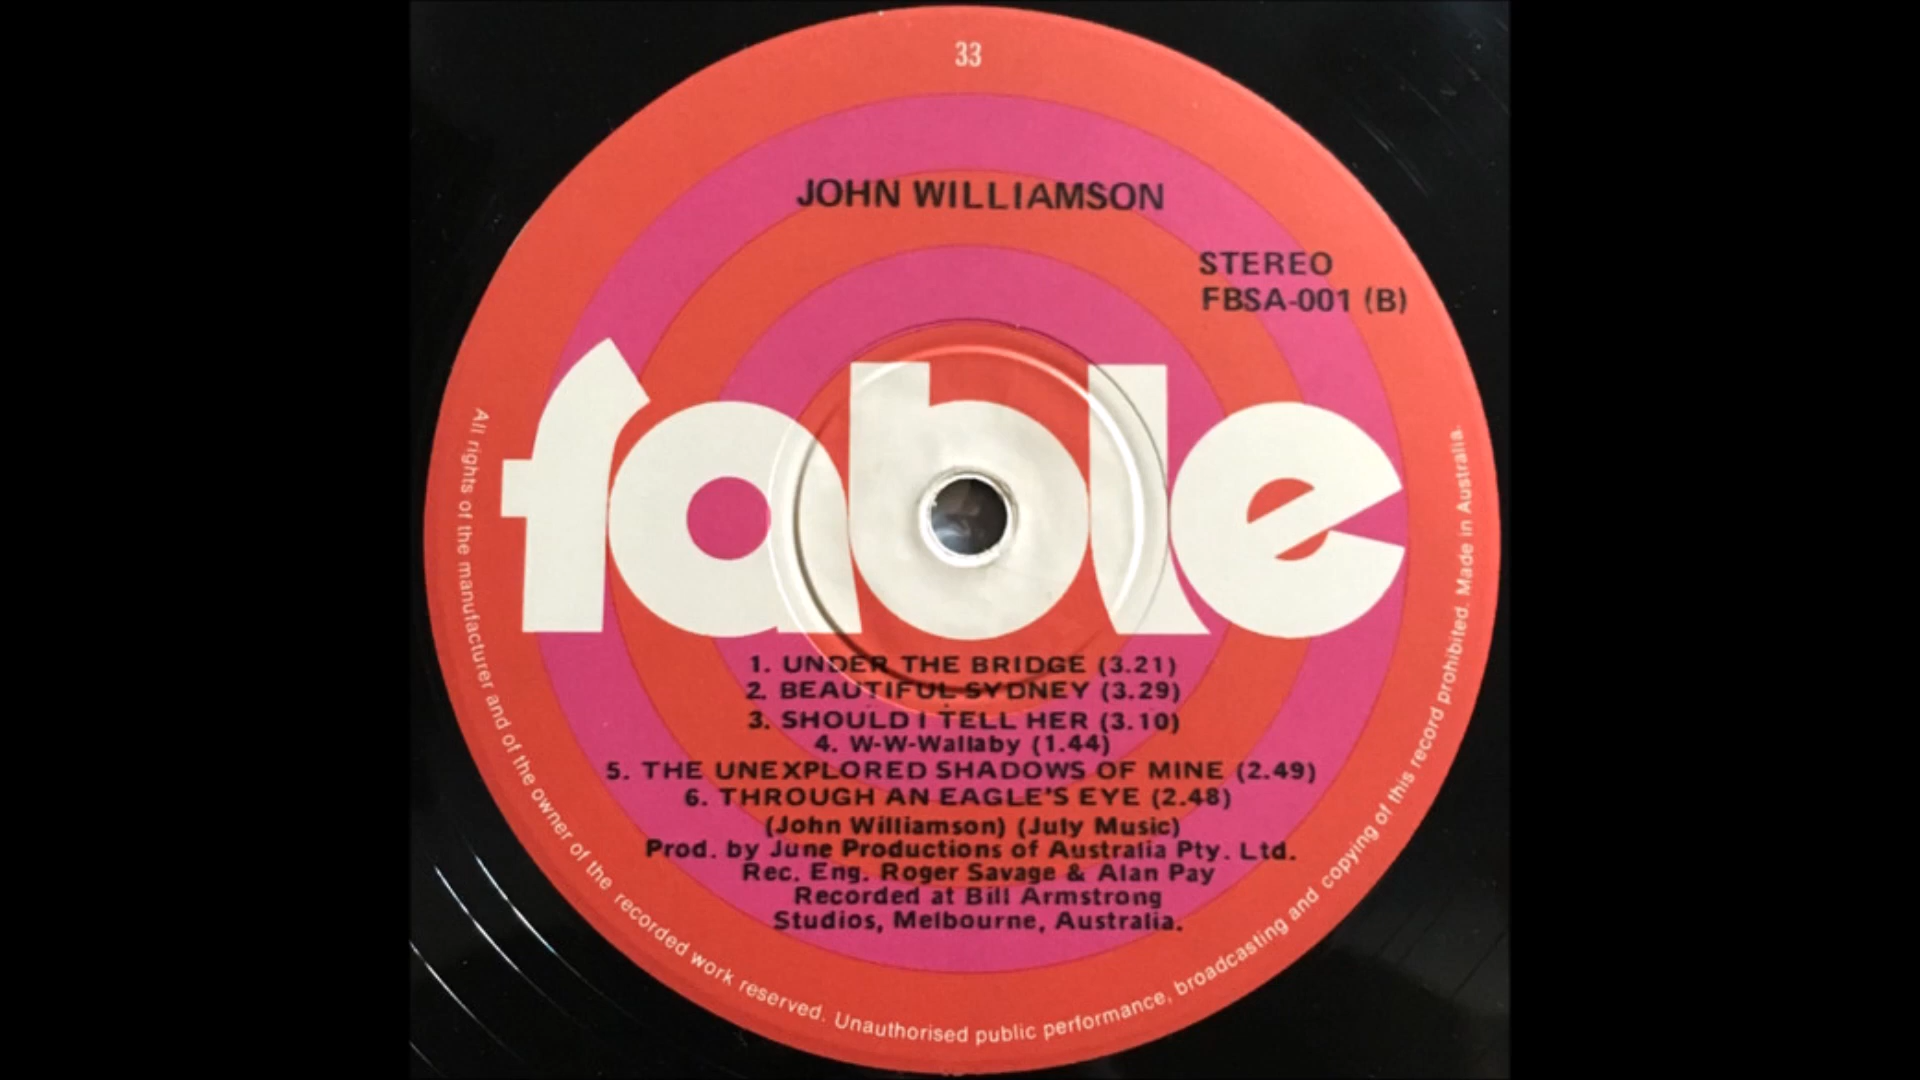 33
JOHN WILLIAMSON
STEREO
FBSA-001 (B)
fable
1. UNDER THE BRIDGE (3.21)
2. BEAUTIFUL SYDNEY (3.29)
3. SHOULD I TELL HER (3.10)
4. W-W-Wallaby (1.44)
5. THE UNEXPLORED SHADOWS OF MINE (2.49)
6. THROUGH AN EAGLE'S EYE (2.48)
(John Williamson) (July Music)
Prod. by June Productions of Australia Pty. Ltd.
Rec. Eng. Roger Savage & Alan Pay
Recorded at Bill Armstrong
Studios, Melbourne, Australia.
All rights of the manufacturer and of the owner of the recorded work reserved. Unauthorised public performance, broadcasting and copying of this record prohibited. Made in Australia.